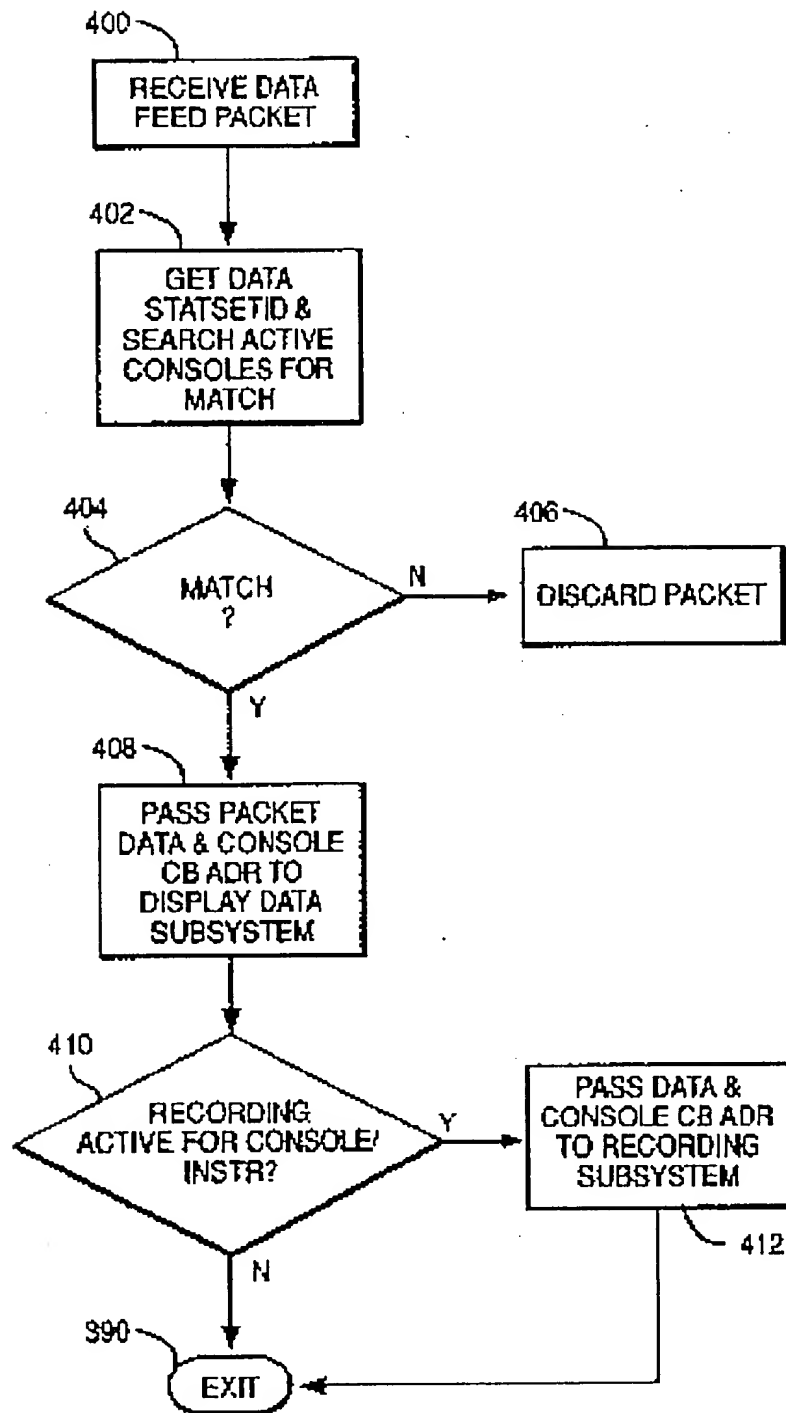 400
RECEIVE DATA
FEED PACKET
402
GET DATA
STATSETID &
SEARCH ACTIVE
CONSOLES FOR
MATCH
404
MATCH
?
N
406
DISCARD PACKET
Y
408
PASS PACKET
DATA & CONSOLE
CB ADR TO
DISPLAY DATA
SUBSYSTEM
410
RECORDING
ACTIVE FOR CONSOLE/
INSTR?
Y
PASS DATA &
CONSOLE CB ADR
TO RECORDING
SUBSYSTEM
412
N
390
EXIT